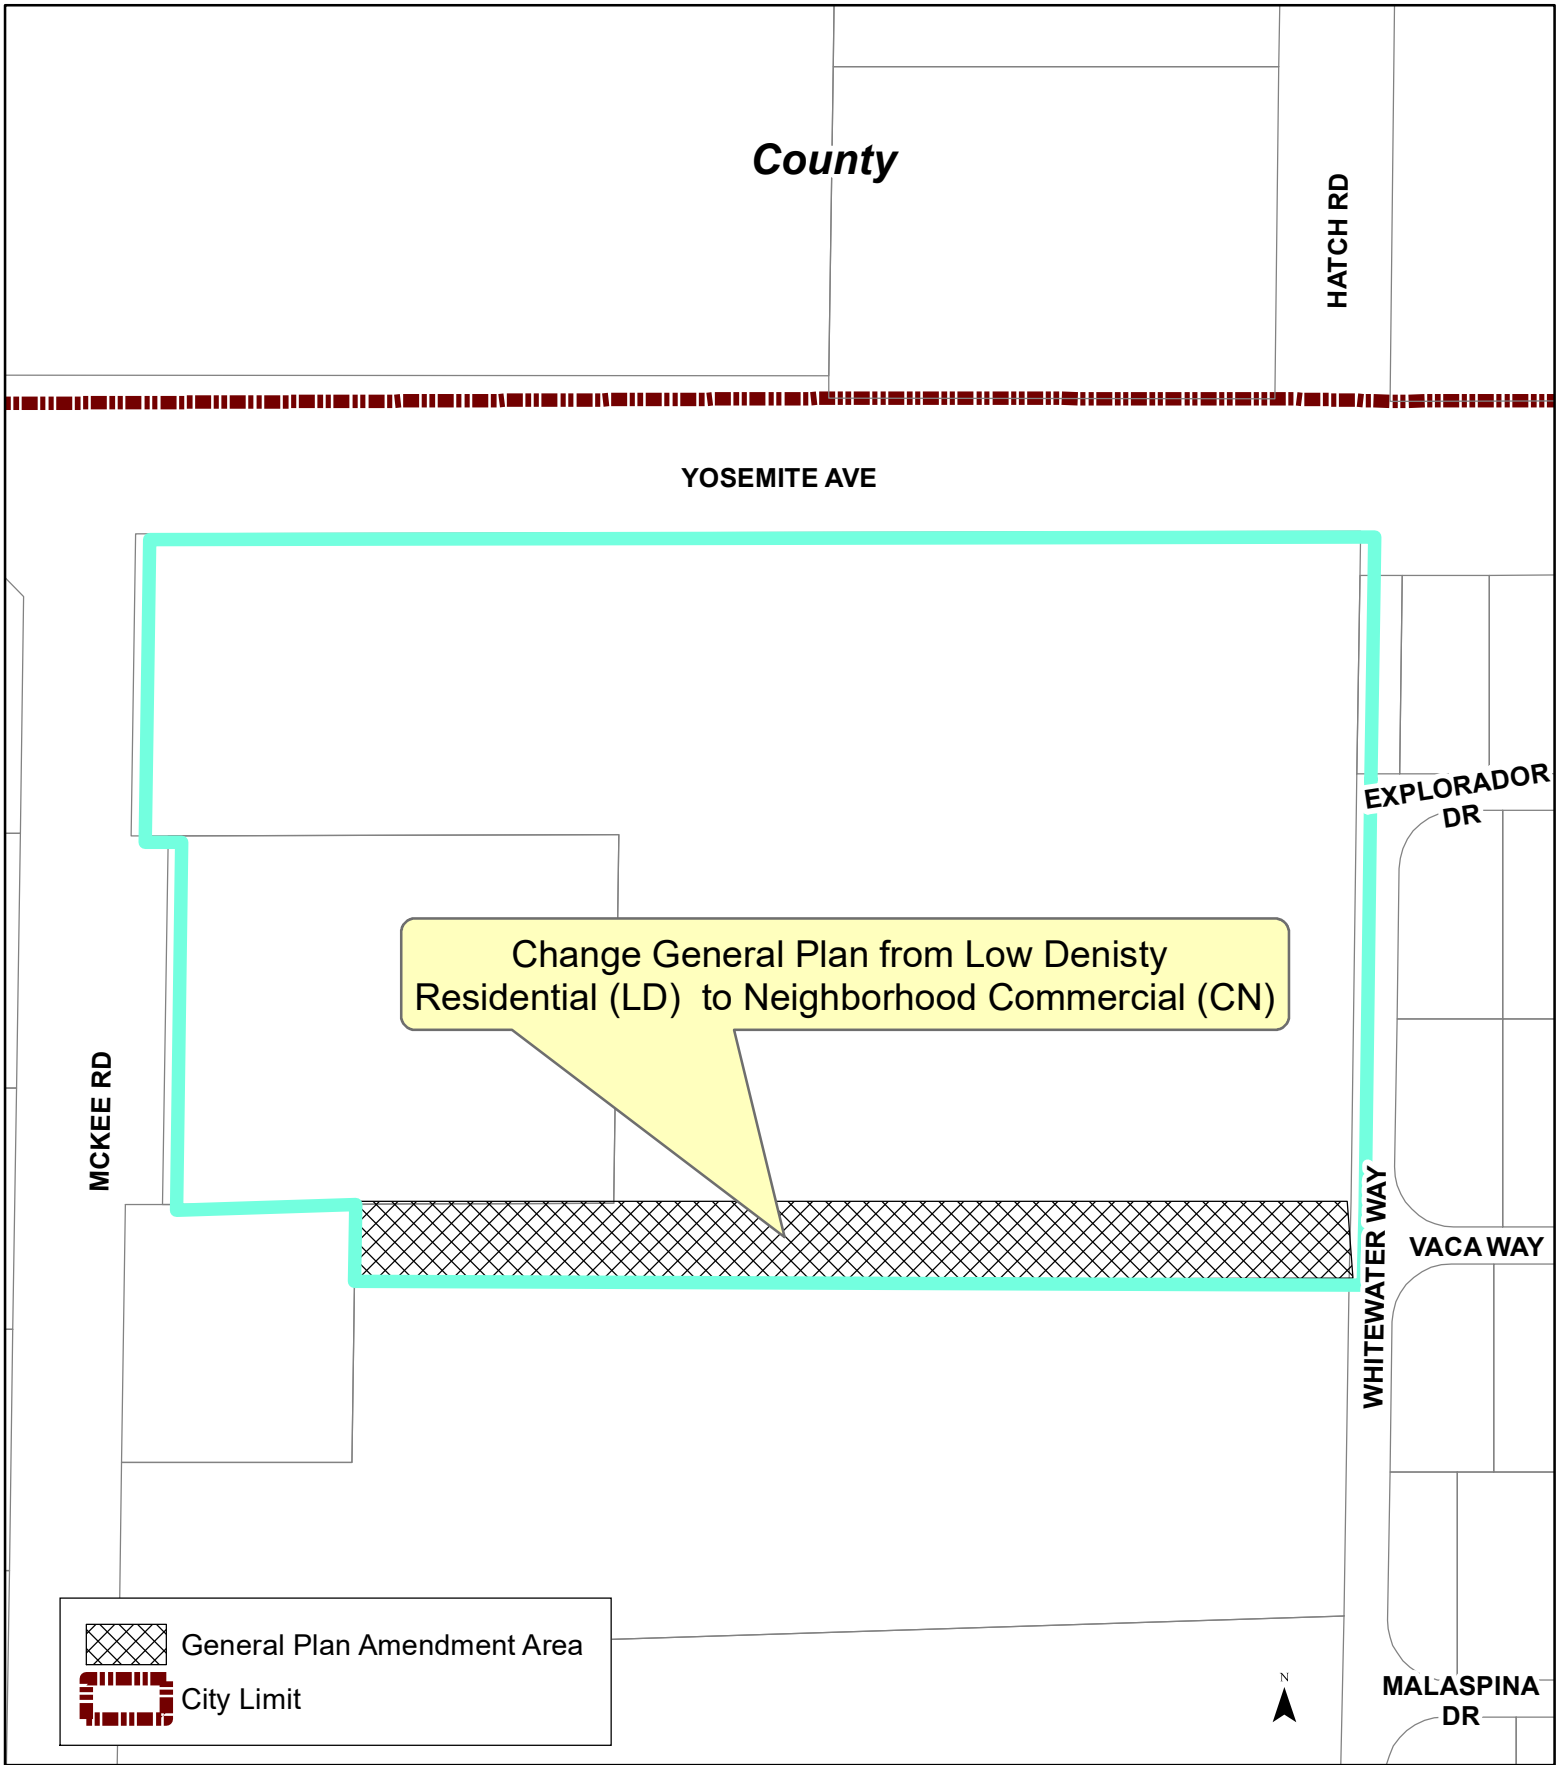 County
HATCH RD
YOSEMITE AVE
EXPLORADOR
DR
Change General Plan from Low Denisty
Residential (LD)  to Neighborhood Commercial (CN)
MCKEE RD
WHITEWATER WAY
VACA WAY
General Plan Amendment Area
City Limit
N
MALASPINA
DR